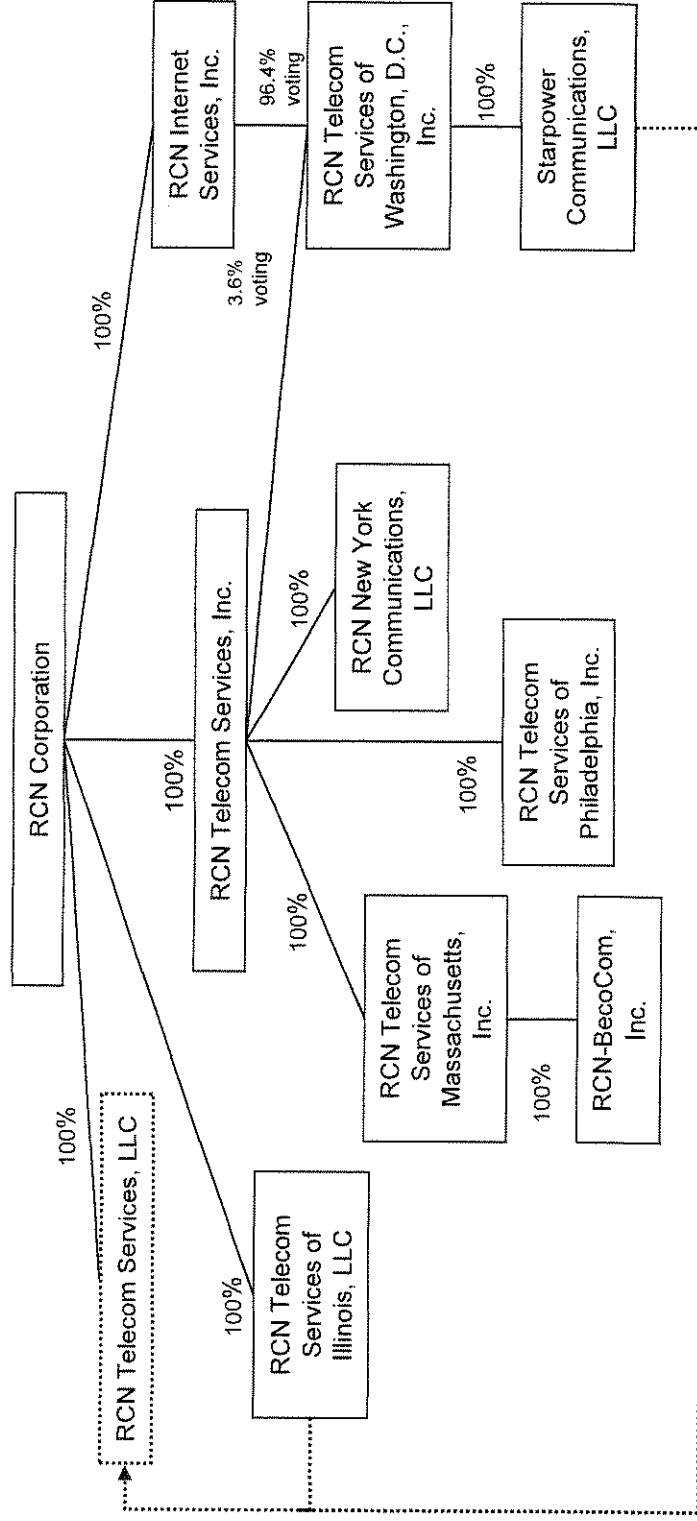 RCN Corporation
100%
RCN Telecom Services, LLC
100%
RCN Telecom
Services of
Illinois, LLC
100%
RCN Telecom Services, Inc.
100%
RCN Internet
Services, Inc.
100%
RCN Telecom
Services of
Massachusetts,
Inc.
100%
RCN-BecoCom,
Inc.
100%
RCN Telecom
Services of
Philadelphia, Inc.
100%
RCN New York
Communications,
LLC
3.6%
voting
96.4%
voting
RCN Telecom
Services of
Washington, D.C.,
Inc.
100%
Starpower
Communications,
LLC
100%